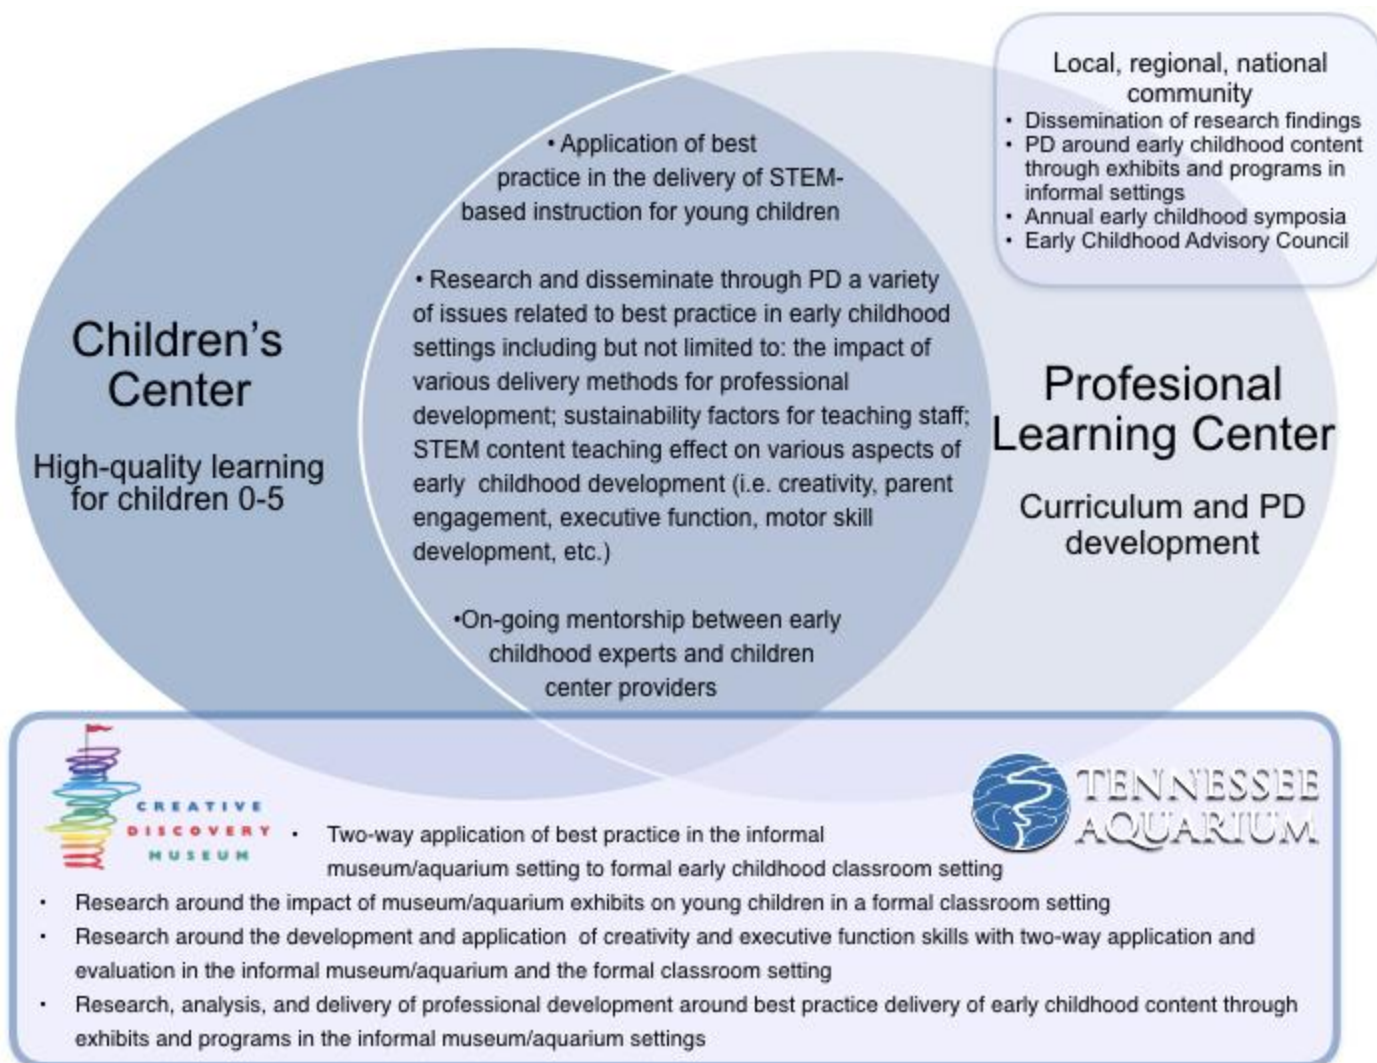 Local, regional, national
community
• Dissemination of research findings
• PD around early childhood content
through exhibits and programs in
informal settings
• Annual early childhood symposia
• Early Childhood Advisory Council
Children's
Center
High-quality learning
for children 0-5
• Application of best
practice in the delivery of STEM-
based instruction for young children
• Research and disseminate through PD a variety
of issues related to best practice in early childhood
settings including but not limited to: the impact of
various delivery methods for professional
development; sustainability factors for teaching staff;
STEM content teaching effect on various aspects of
early childhood development (i.e. creativity, parent
engagement, executive function, motor skill
development, etc.)
•On-going mentorship between early
childhood experts and children
center providers
Profesional
Learning Center
Curriculum and PD
development
CREATIVE
DISCOVERY
MUSEUM
TENNESSEE
AQUARIUM
• Two-way application of best practice in the informal
museum/aquarium setting to formal early childhood classroom setting
• Research around the impact of museum/aquarium exhibits on young children in a formal classroom setting
• Research around the development and application of creativity and executive function skills with two-way application and
evaluation in the informal museum/aquarium and the formal classroom setting
• Research, analysis, and delivery of professional development around best practice delivery of early childhood content through
exhibits and programs in the informal museum/aquarium settings